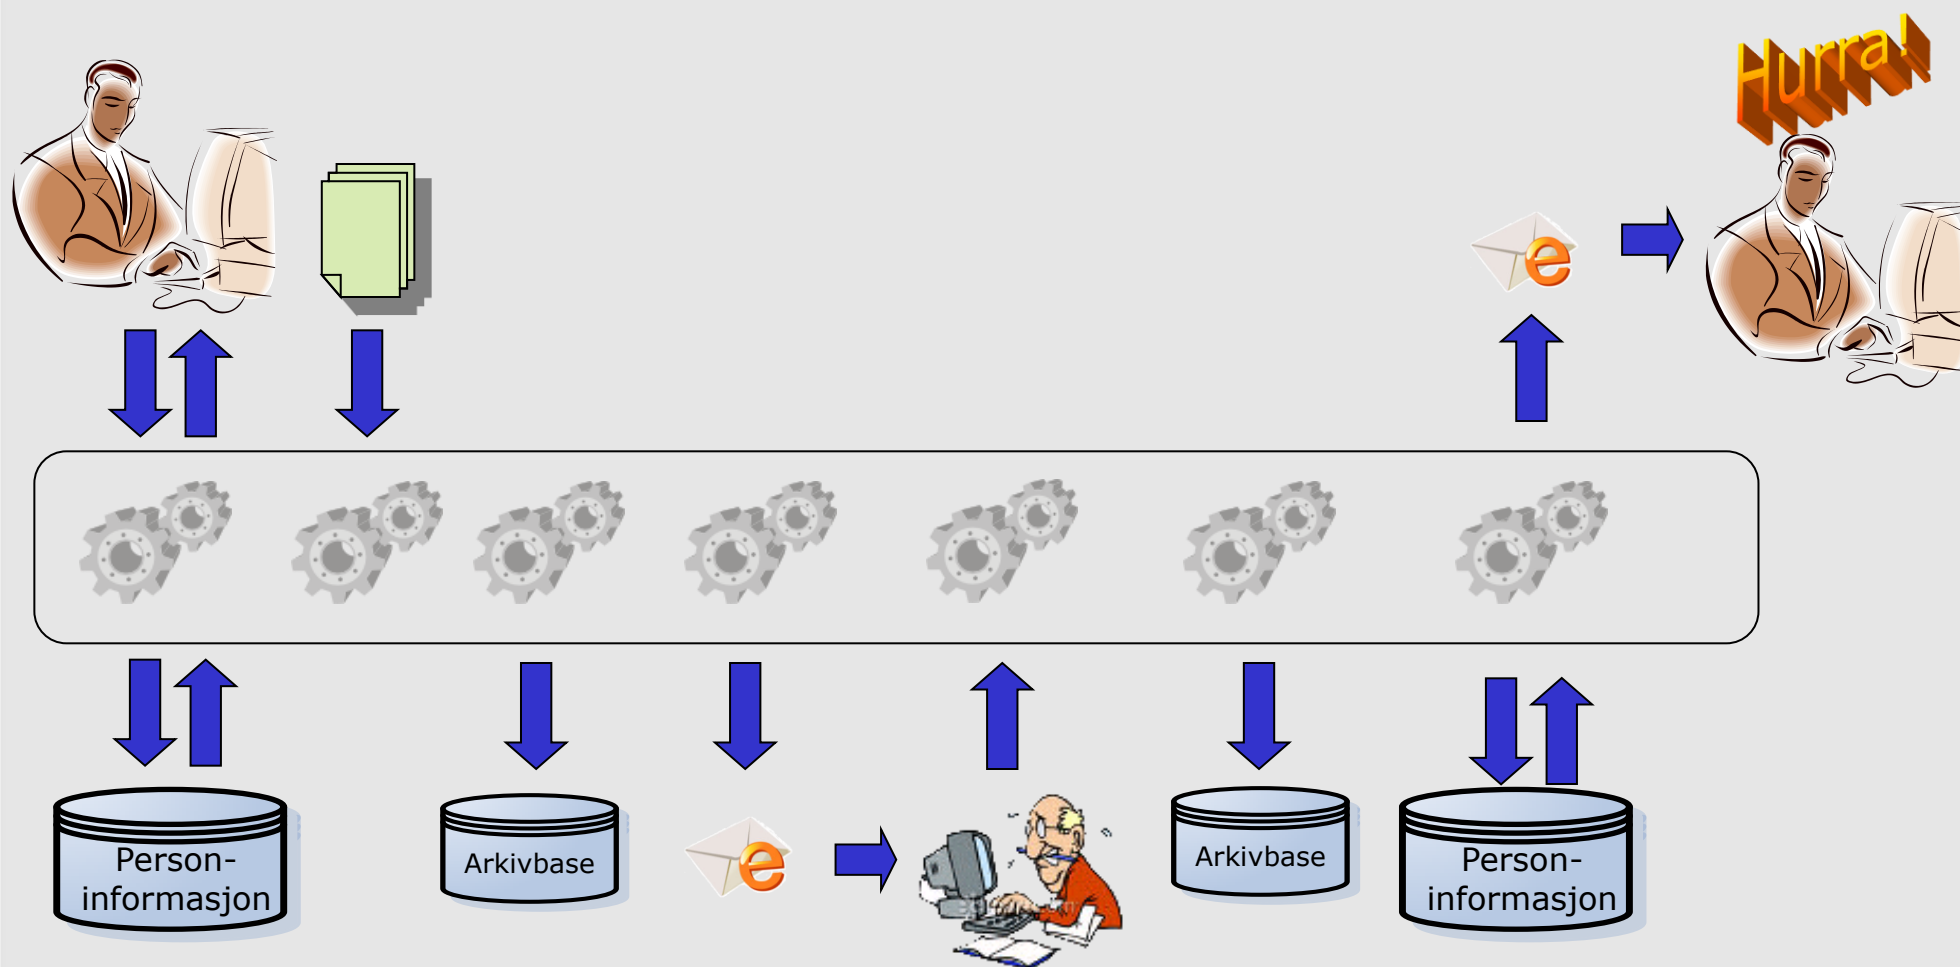 Hurra!
Person-
informasjon
Arkivbase
Arkivbase
Person-
informasjon